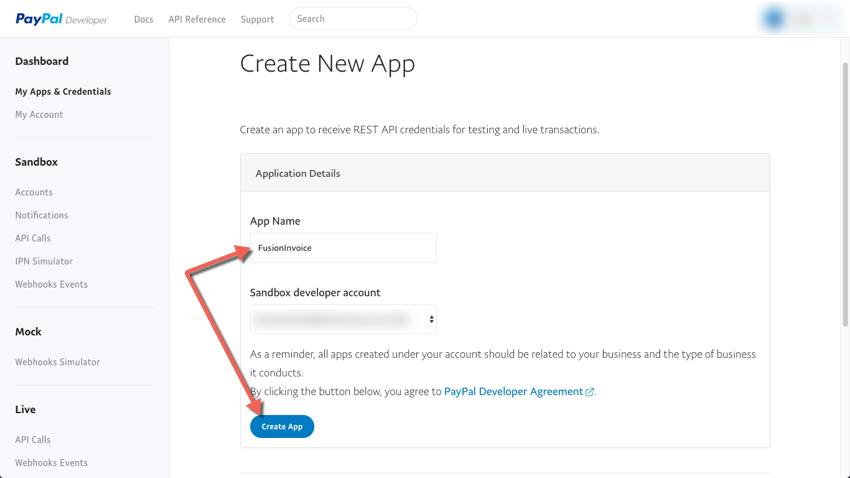 PayPal Developer
Docs
API Reference
Support
Search
Dashboard
My Apps & Credentials
My Account
Sandbox
Accounts
Notifications
API Calls
IPN Simulator
Webhooks Events
Mock
Webhooks Simulator
Live
API Calls
Webhooks Events
Create New App
Create an app to receive REST API credentials for testing and live transactions.
Application Details
App Name
FusionInvoice
Sandbox developer account
As a reminder, all apps created under your account should be related to your business and the type of business
it conducts.
By clicking the button below, you agree to PayPal Developer Agreement.
Create App